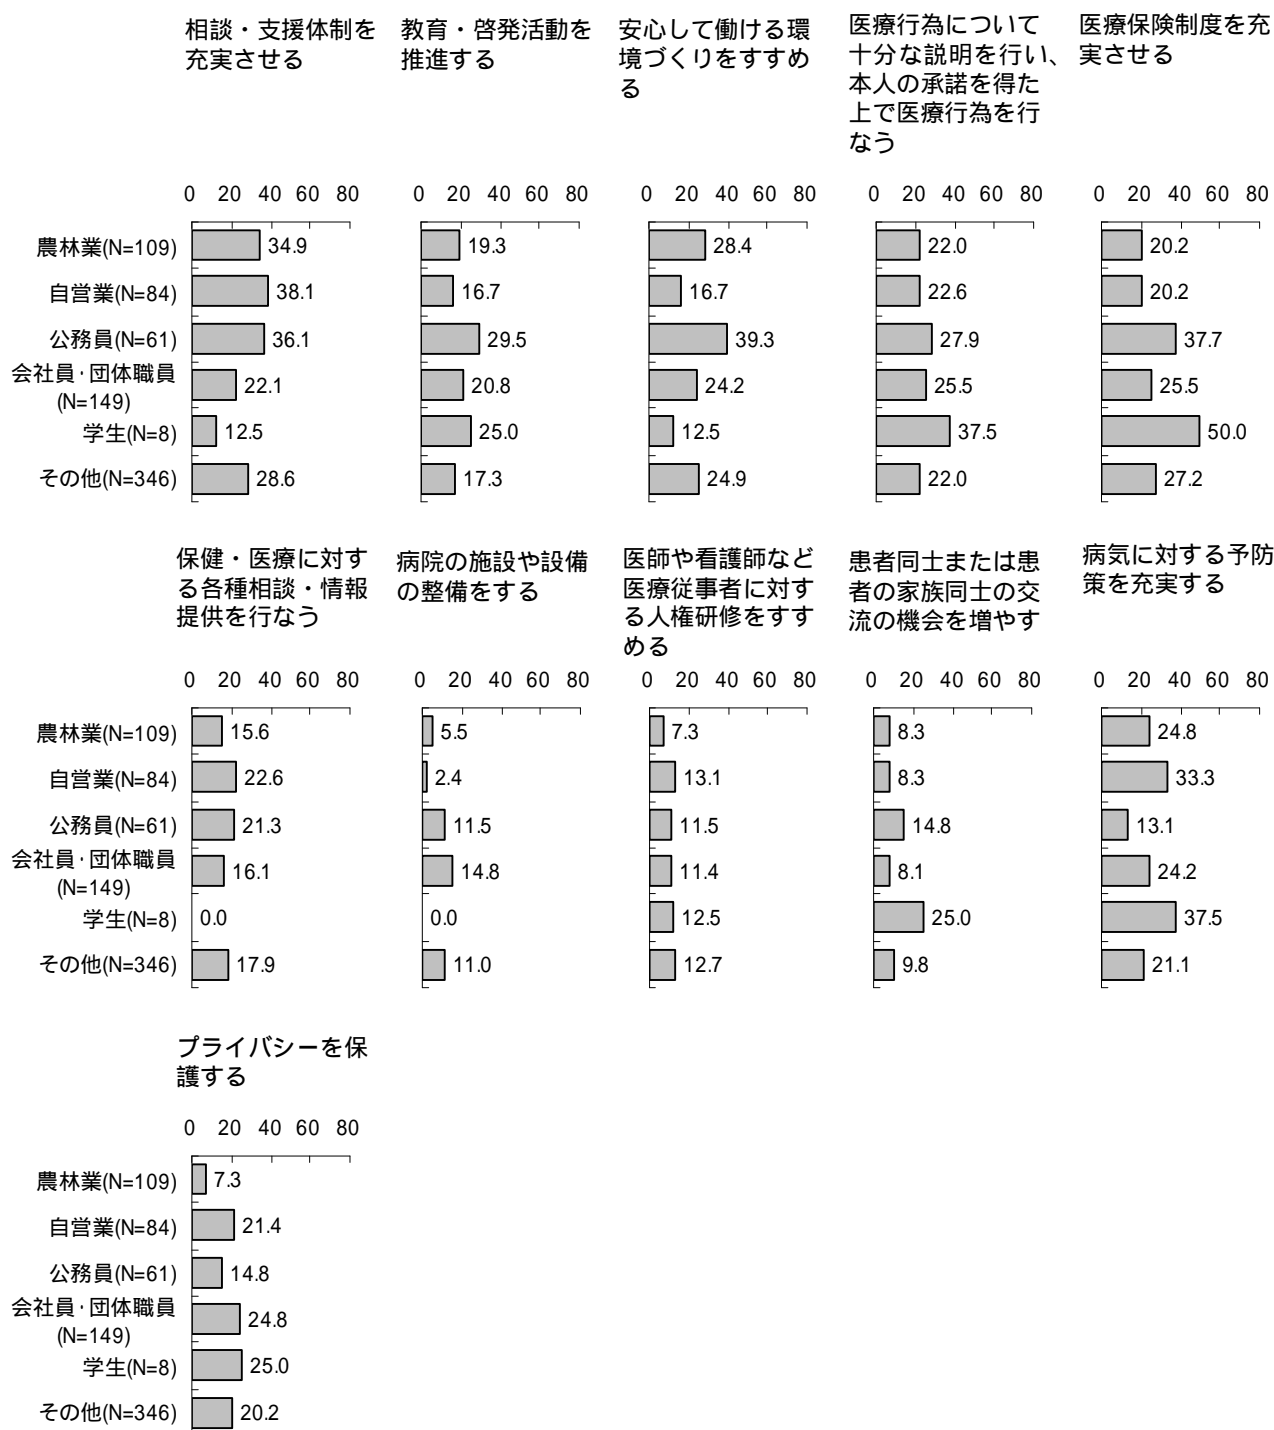 相談・支援体制を
充実させる
教育・啓発活動を
推進する
安心して働ける環
境づくりをすすめ
る
医療行為について
十分な説明を行い、
本人の承諾を得た
上で医療行為を行
なう
医療保険制度を充
実させる
0 20 40 60 80 0 20 40 60 80 0 20 40 60 80 0 20 40 60 80 0 20 40 60 80
農林業(N=109) 34.9 19.3 28.4 22.0 20.2
自営業(N=84) 38.1 16.7 16.7 22.6 20.2
公務員(N=61) 36.1 29.5 39.3 27.9 37.7
会社員・団体職員
(N=149)
22.1 20.8 24.2 25.5 25.5
学生(N=8) 12.5 25.0 12.5 37.5 50.0
その他(N=346) 28.6 17.3 24.9 22.0 27.2
保健・医療に対す
る各種相談・情報
提供を行なう
病院の施設や設備
の整備をする
医師や看護師など
医療従事者に対す
る人権研修をすす
める
患者同士または患
者の家族同士の交
流の機会を増やす
病気に対する予防
策を充実する
0 20 40 60 80 0 20 40 60 80 0 20 40 60 80 0 20 40 60 80 0 20 40 60 80
農林業(N=109) 15.6 5.5 7.3 8.3 24.8
自営業(N=84) 22.6 2.4 13.1 8.3 33.3
公務員(N=61) 21.3 11.5 11.5 14.8 13.1
会社員・団体職員
(N=149)
16.1 14.8 11.4 8.1 24.2
学生(N=8) 0.0 0.0 12.5 25.0 37.5
その他(N=346) 17.9 11.0 12.7 9.8 21.1
プライバシーを保
護する
0 20 40 60 80
農林業(N=109) 7.3
自営業(N=84) 21.4
公務員(N=61) 14.8
会社員・団体職員
(N=149)
24.8
学生(N=8) 25.0
その他(N=346) 20.2